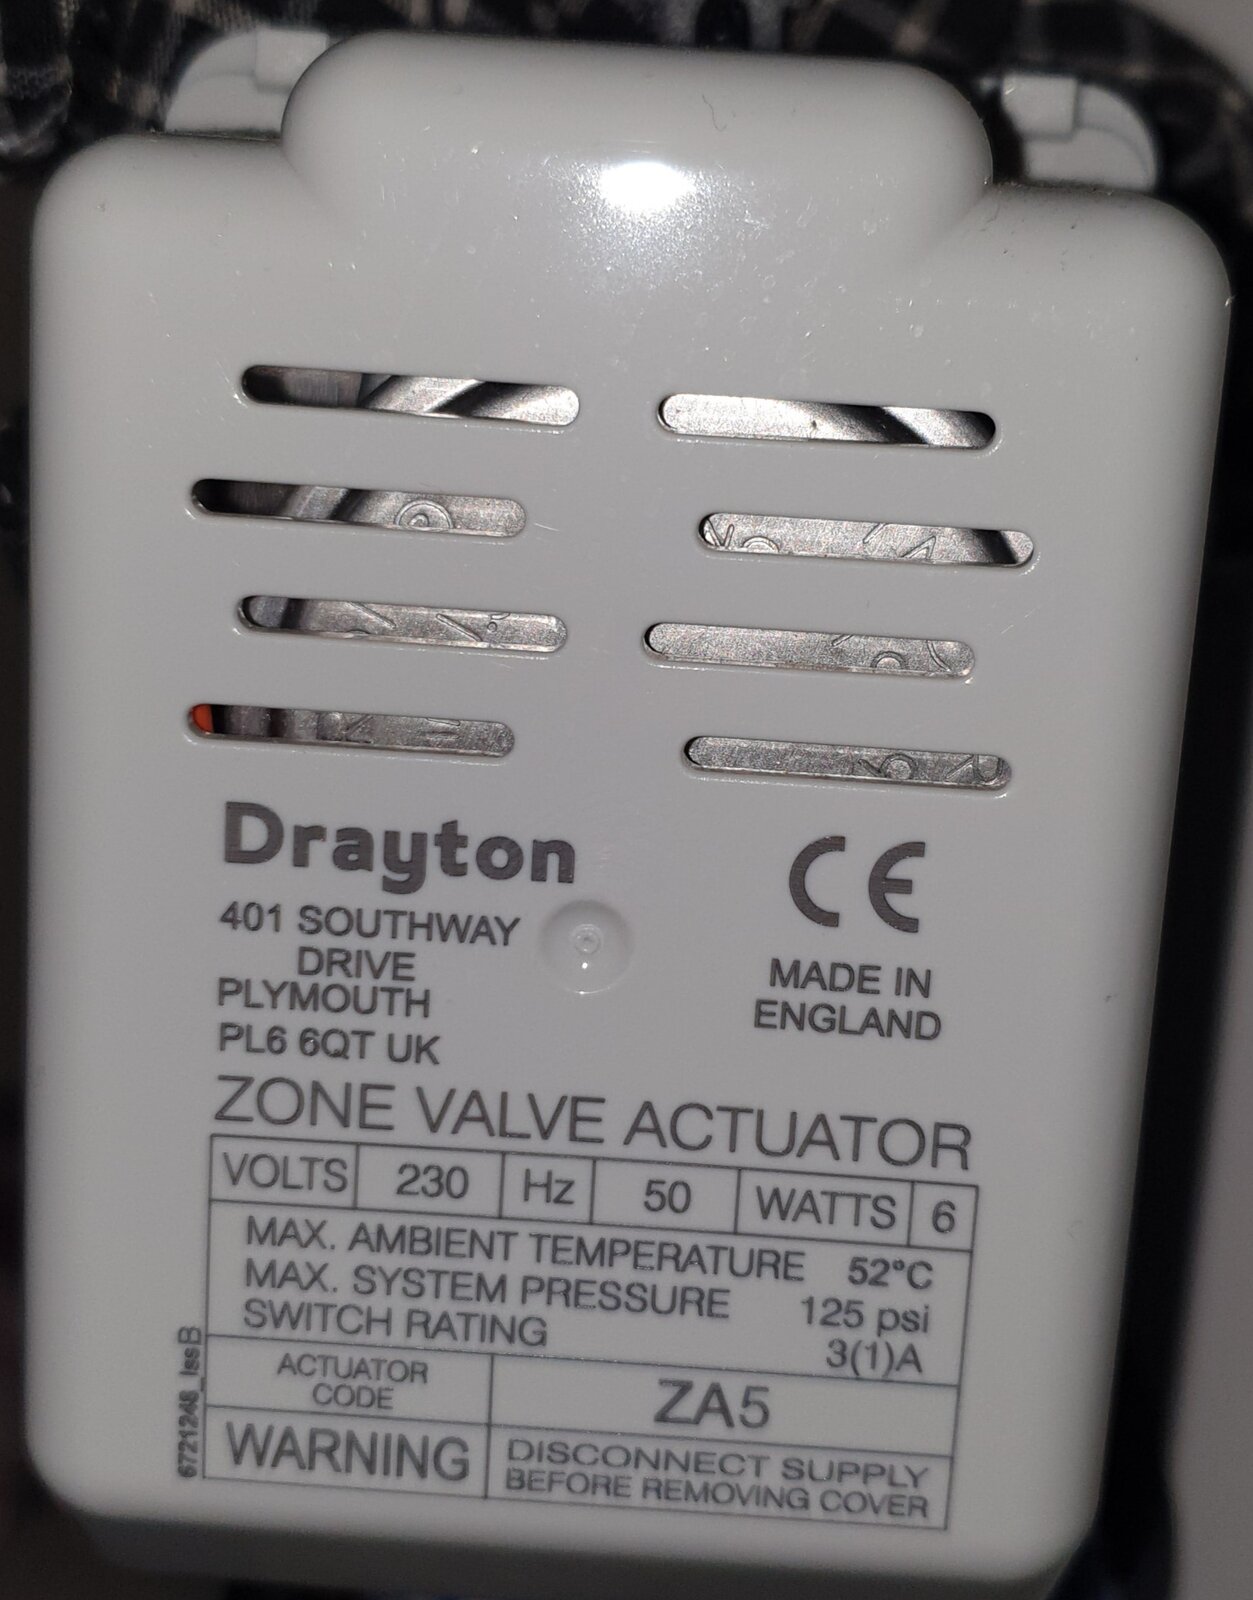 Drayton
401 SOUTHWAY
DRIVE
PLYMOUTH
PL6 6QT UK
CE
MADE IN
ENGLAND
ZONE VALVE ACTUATOR
VOLTS 230 Hz 50 WATTS 6
MAX. AMBIENT TEMPERATURE 52°C
MAX. SYSTEM PRESSURE 125 psi
SWITCH RATING 3(1)A
ACTUATOR
CODE
ZA5
WARNING
DISCONNECT SUPPLY
BEFORE REMOVING COVER
6721248_IssB